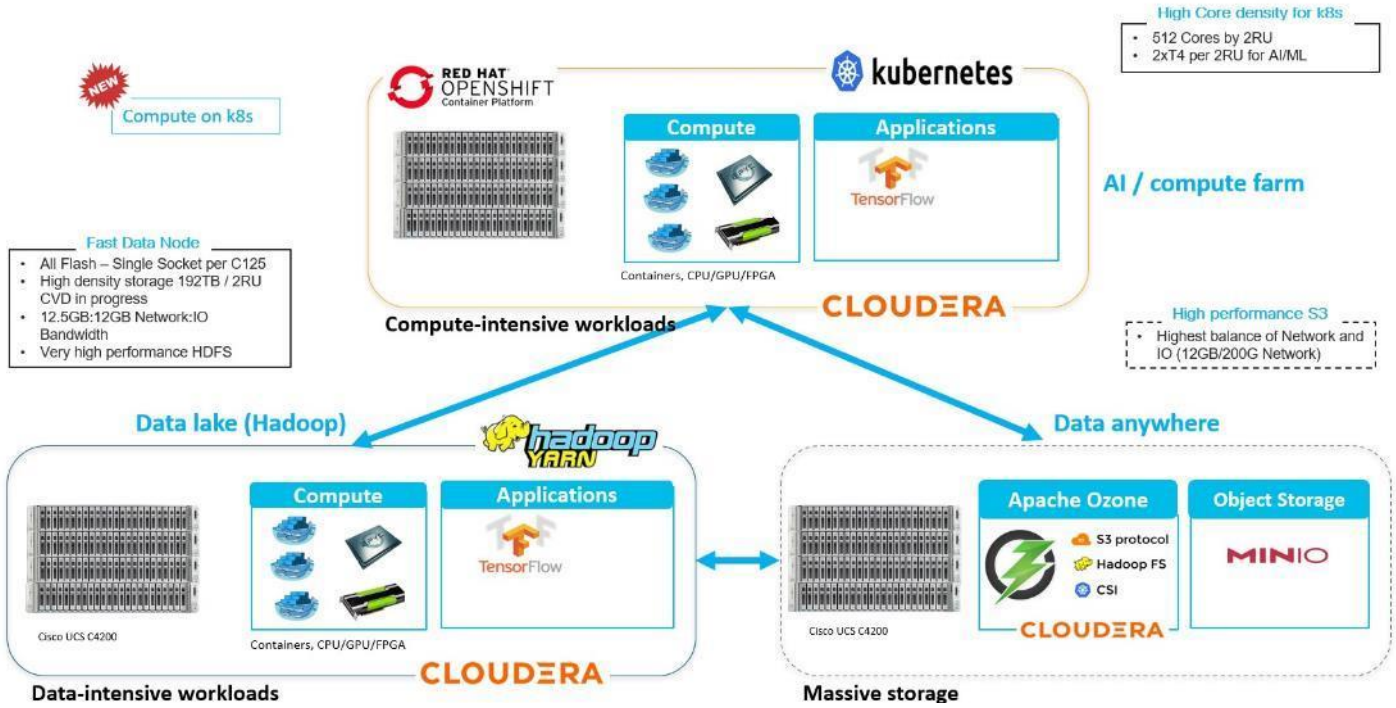 High Core density for k8s
• 512 Cores by 2RU
• 2xT4 per 2RU for AI/ML
NEW
Compute on k8s
RED HAT
OPENSHIFT
Container Platform
kubernetes
Compute
Applications
TensorFlow
Containers, CPU/GPU/FPGA
AI / compute farm
CLOUDERA
Compute-intensive workloads
Fast Data Node
• All Flash – Single Socket per C125
• High density storage 192TB / 2RU
CVD in progress
• 12.5GB:12GB Network:IO
Bandwidth
• Very high performance HDFS
High performance S3
• Highest balance of Network and
IO (12GB/200G Network)
Data lake (Hadoop)
hadoop
YARN
Compute
Applications
TensorFlow
Cisco UCS C4200
Containers, CPU/GPU/FPGA
CLOUDERA
Data-intensive workloads
Data anywhere
Apache Ozone
S3 protocol
Hadoop FS
CSI
CLOUDERA
Object Storage
MINIO
Cisco UCS C4200
Massive storage